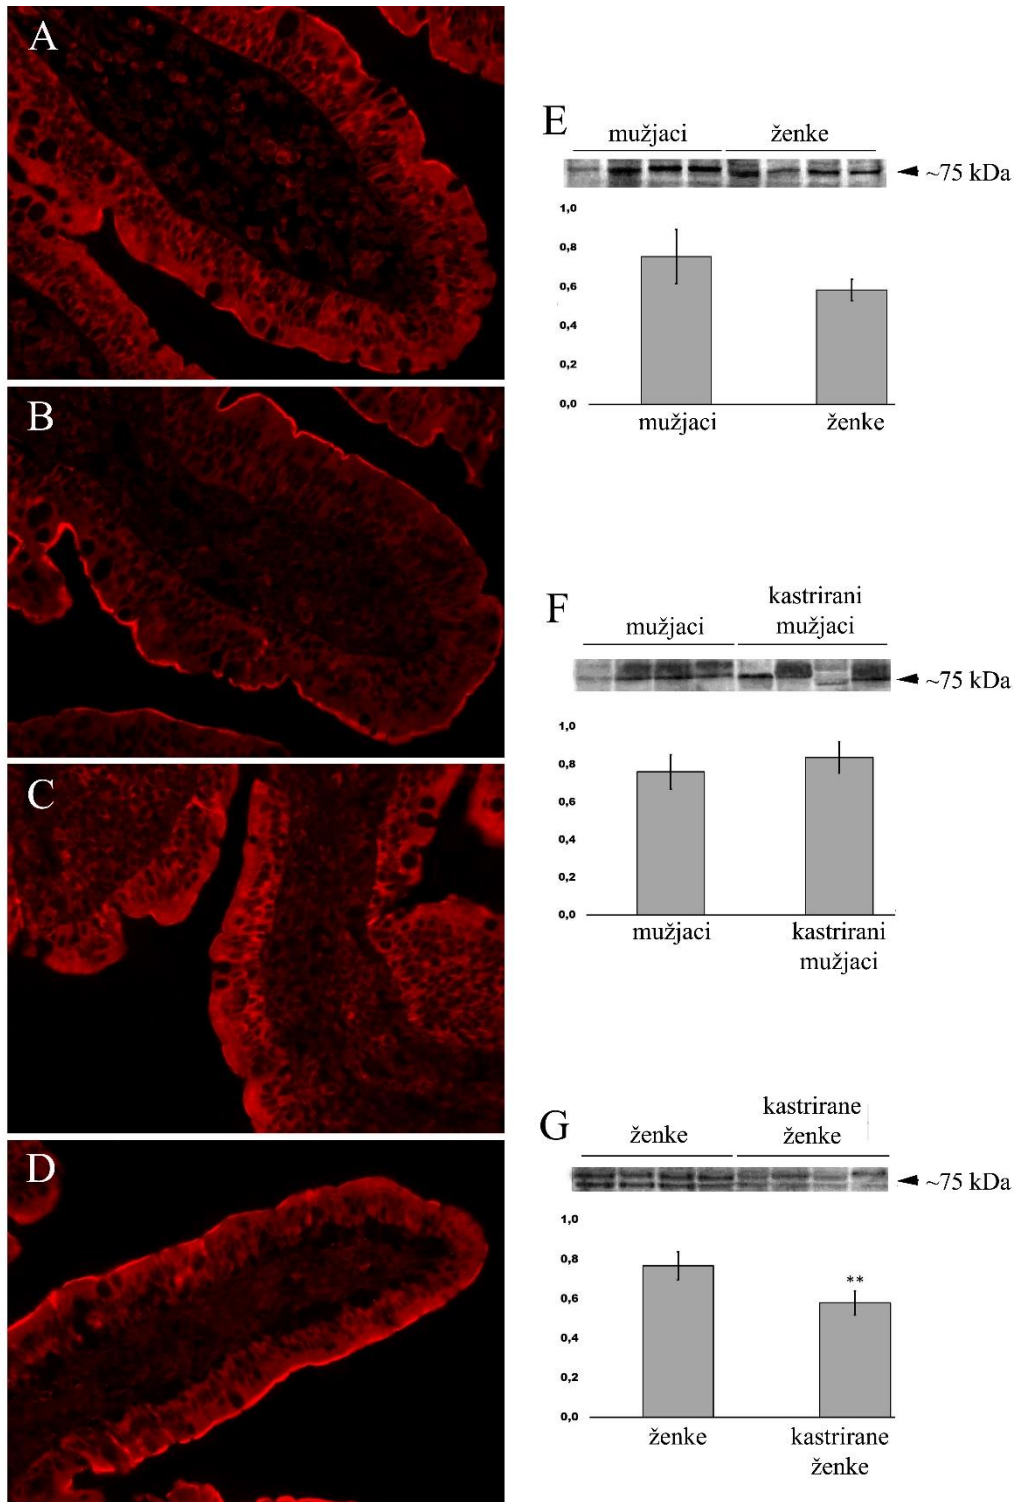 A
B
C
D
E
mužjaci ženke
~75 kDa
1,0
0,8
0,6
0,4
0,2
0,0
mužjaci ženke
F
mužjaci
kastrirani
mužjaci
~75 kDa
1,0
0,8
0,6
0,4
0,2
0,0
mužjaci
kastrirani
mužjaci
G
ženke
kastrirane
ženke
~75 kDa
1,0
0,8
0,6
0,4
0,2
0,0
**
ženke
kastrirane
ženke